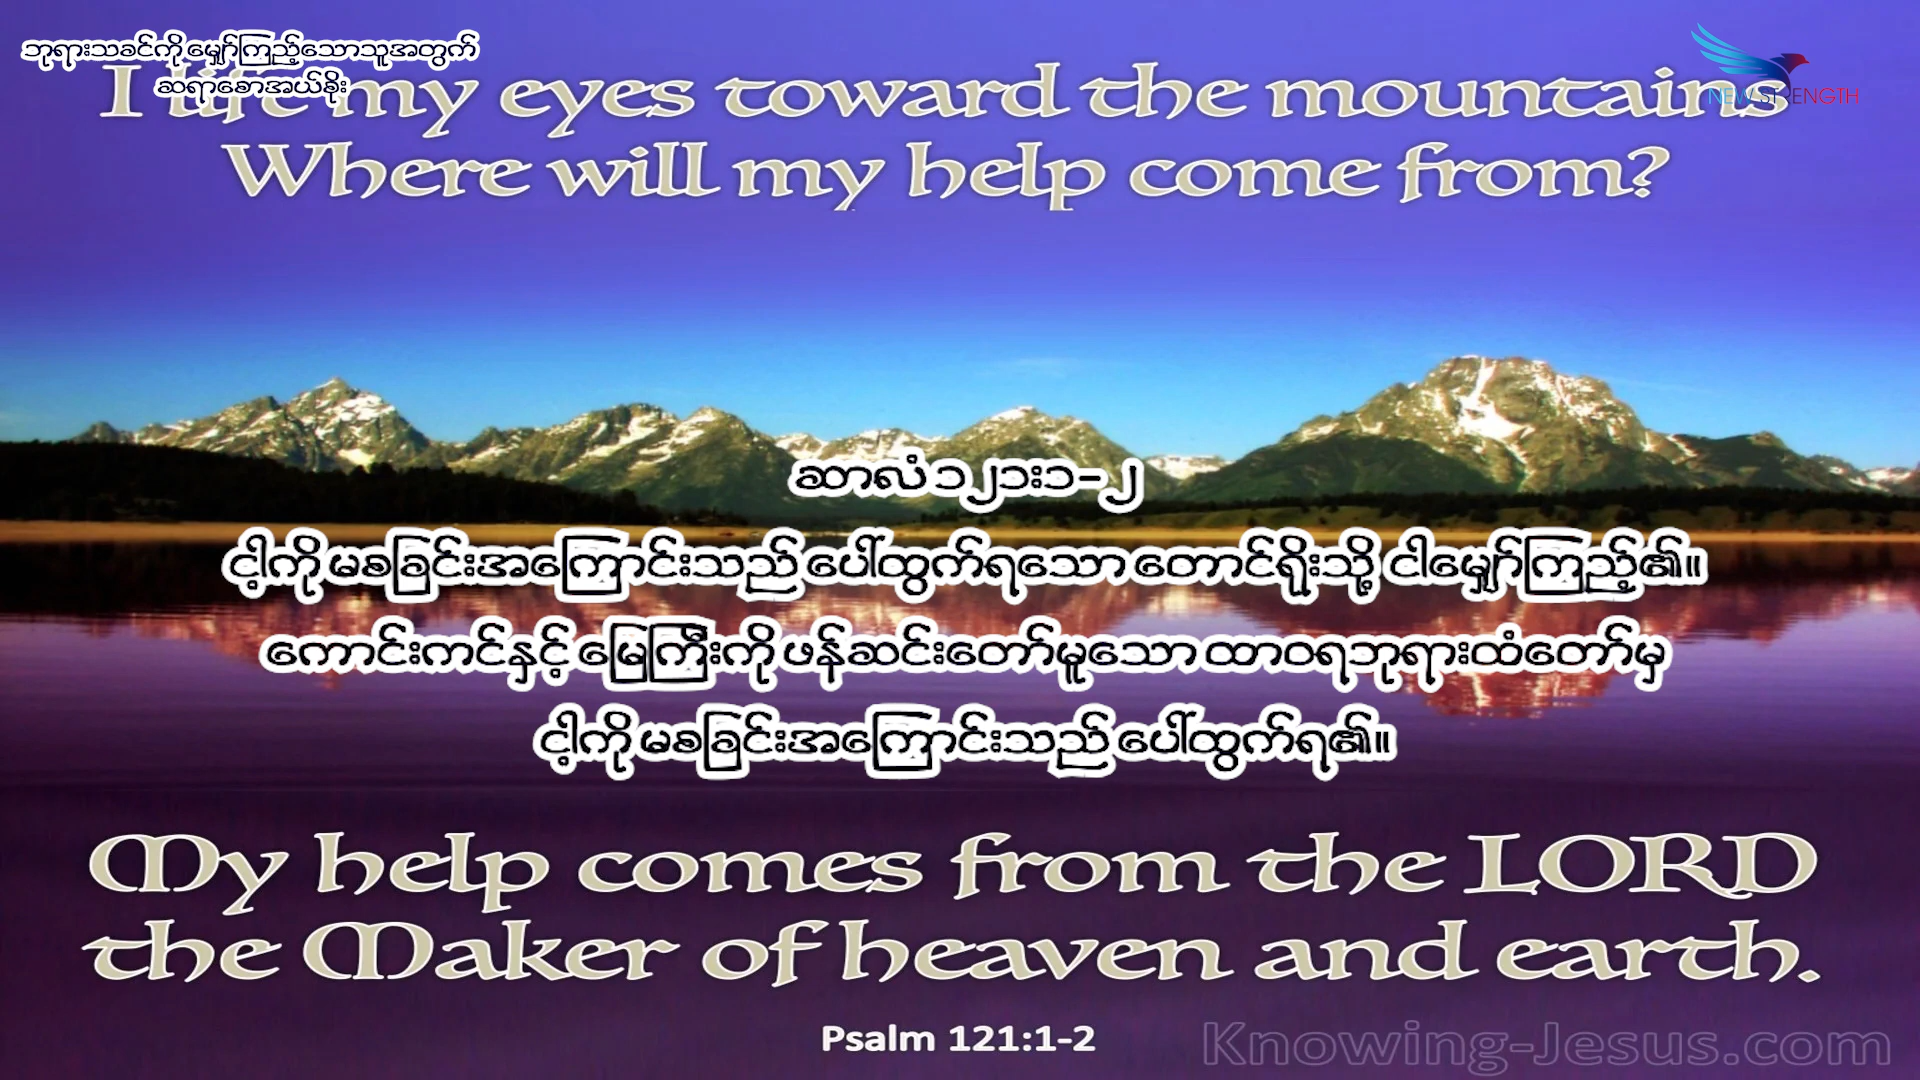 ဘုရားသခင်ကို မျှော်ကြည့်သောသူအတွက်
ဆရာစောအယ်ခိုး
I lift my eyes toward the mountains
NEW STRENGTH
Where will my help come from?
ဆာလံ ၁၂၁း၁-၂
ငါ့ကို မစခြင်းအကြောင်းသည် ပေါ်ထွက်ရသော တောင်ရိုးသို့ ငါမျှော်ကြည့်၏။
ကောင်းကင်နှင့် မြေကြီးကို ဖန်ဆင်းတော်မူသော ထာဝရဘုရားထံတော်မှ
ငါ့ကို မစခြင်းအကြောင်းသည် ပေါ်ထွက်ရ၏။
My help comes from the LORD
the Maker of heaven and earth.
Psalm 121:1-2
Knowing-Jesus.com